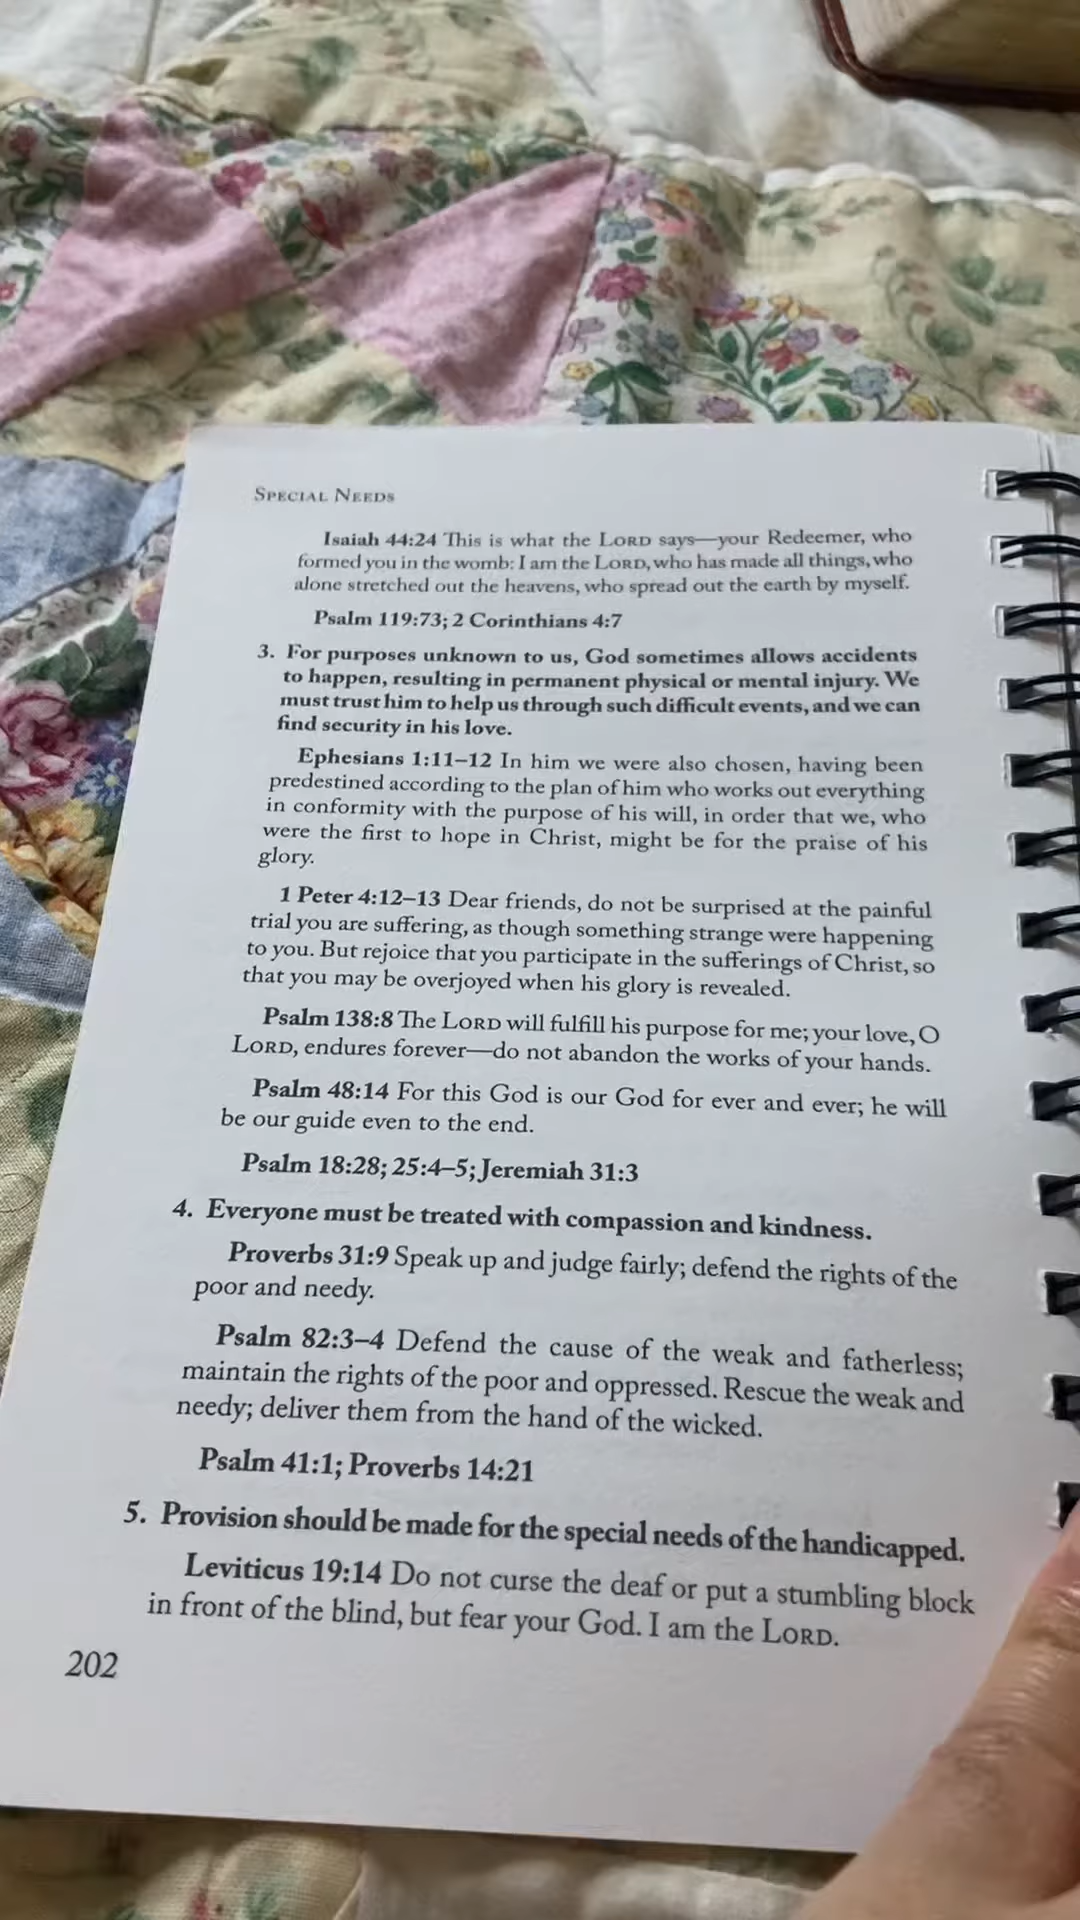 SPECIAL NEEDS
Isaiah 44:24 This is what the LORD says—your Redeemer, who
formed you in the womb: I am the LORD, who has made all things, who
alone stretched out the heavens, who spread out the earth by myself.
Psalm 119:73; 2 Corinthians 4:7
3. For purposes unknown to us, God sometimes allows accidents
to happen, resulting in permanent physical or mental injury. We
must trust him to help us through such difficult events, and we can
find security in his love.
Ephesians 1:11–12 In him we were also chosen, having been
predestined according to the plan of him who works out everything
in conformity with the purpose of his will, in order that we, who
were the first to hope in Christ, might be for the praise of his
glory.
1 Peter 4:12–13 Dear friends, do not be surprised at the painful
trial you are suffering, as though something strange were happening
to you. But rejoice that you participate in the sufferings of Christ, so
that you may be overjoyed when his glory is revealed.
Psalm 138:8 The LORD will fulfill his purpose for me; your love, O
LORD, endures forever—do not abandon the works of your hands.
Psalm 48:14 For this God is our God for ever and ever; he will
be our guide even to the end.
Psalm 18:28; 25:4–5; Jeremiah 31:3
4. Everyone must be treated with compassion and kindness.
Proverbs 31:9 Speak up and judge fairly; defend the rights of the
poor and needy.
Psalm 82:3–4 Defend the cause of the weak and fatherless;
maintain the rights of the poor and oppressed. Rescue the weak and
needy; deliver them from the hand of the wicked.
Psalm 41:1; Proverbs 14:21
5. Provision should be made for the special needs of the handicapped.
Leviticus 19:14 Do not curse the deaf or put a stumbling block
in front of the blind, but fear your God. I am the LORD.
202